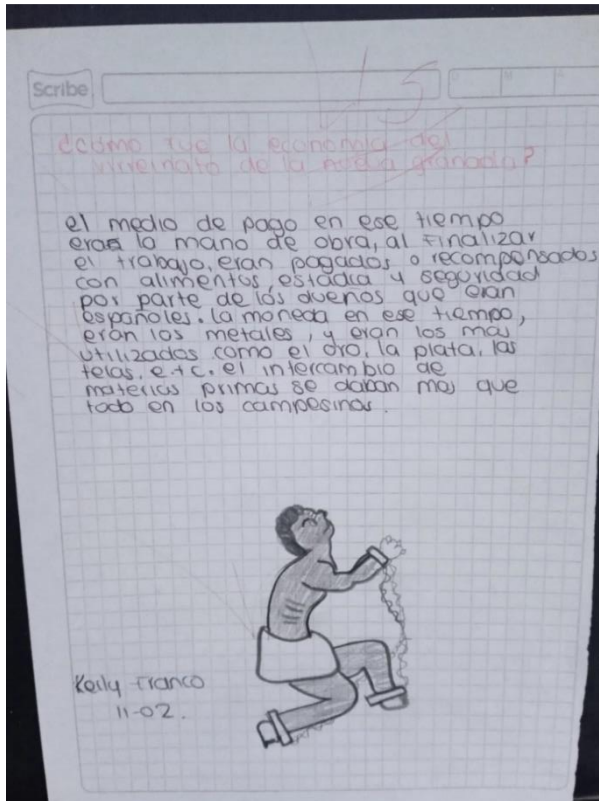 Scribe
15
¿como fue la economia del
virreinato de la nueva granada?
el medio de pago en ese tiempo
eran la mano de obra, al finalizar
el trabajo, eran pagados o recompensados
con alimentos, estadia y seguridad
por parte de los dueños que eran
españoles. la moneda en ese tiempo,
eran los metales, y eran los mas
utilizados como el oro, la plata, las
telas, etc. el intercambio de
materias primas se daban mas que
todo en los campesinos.
Keily Franco
11-02.